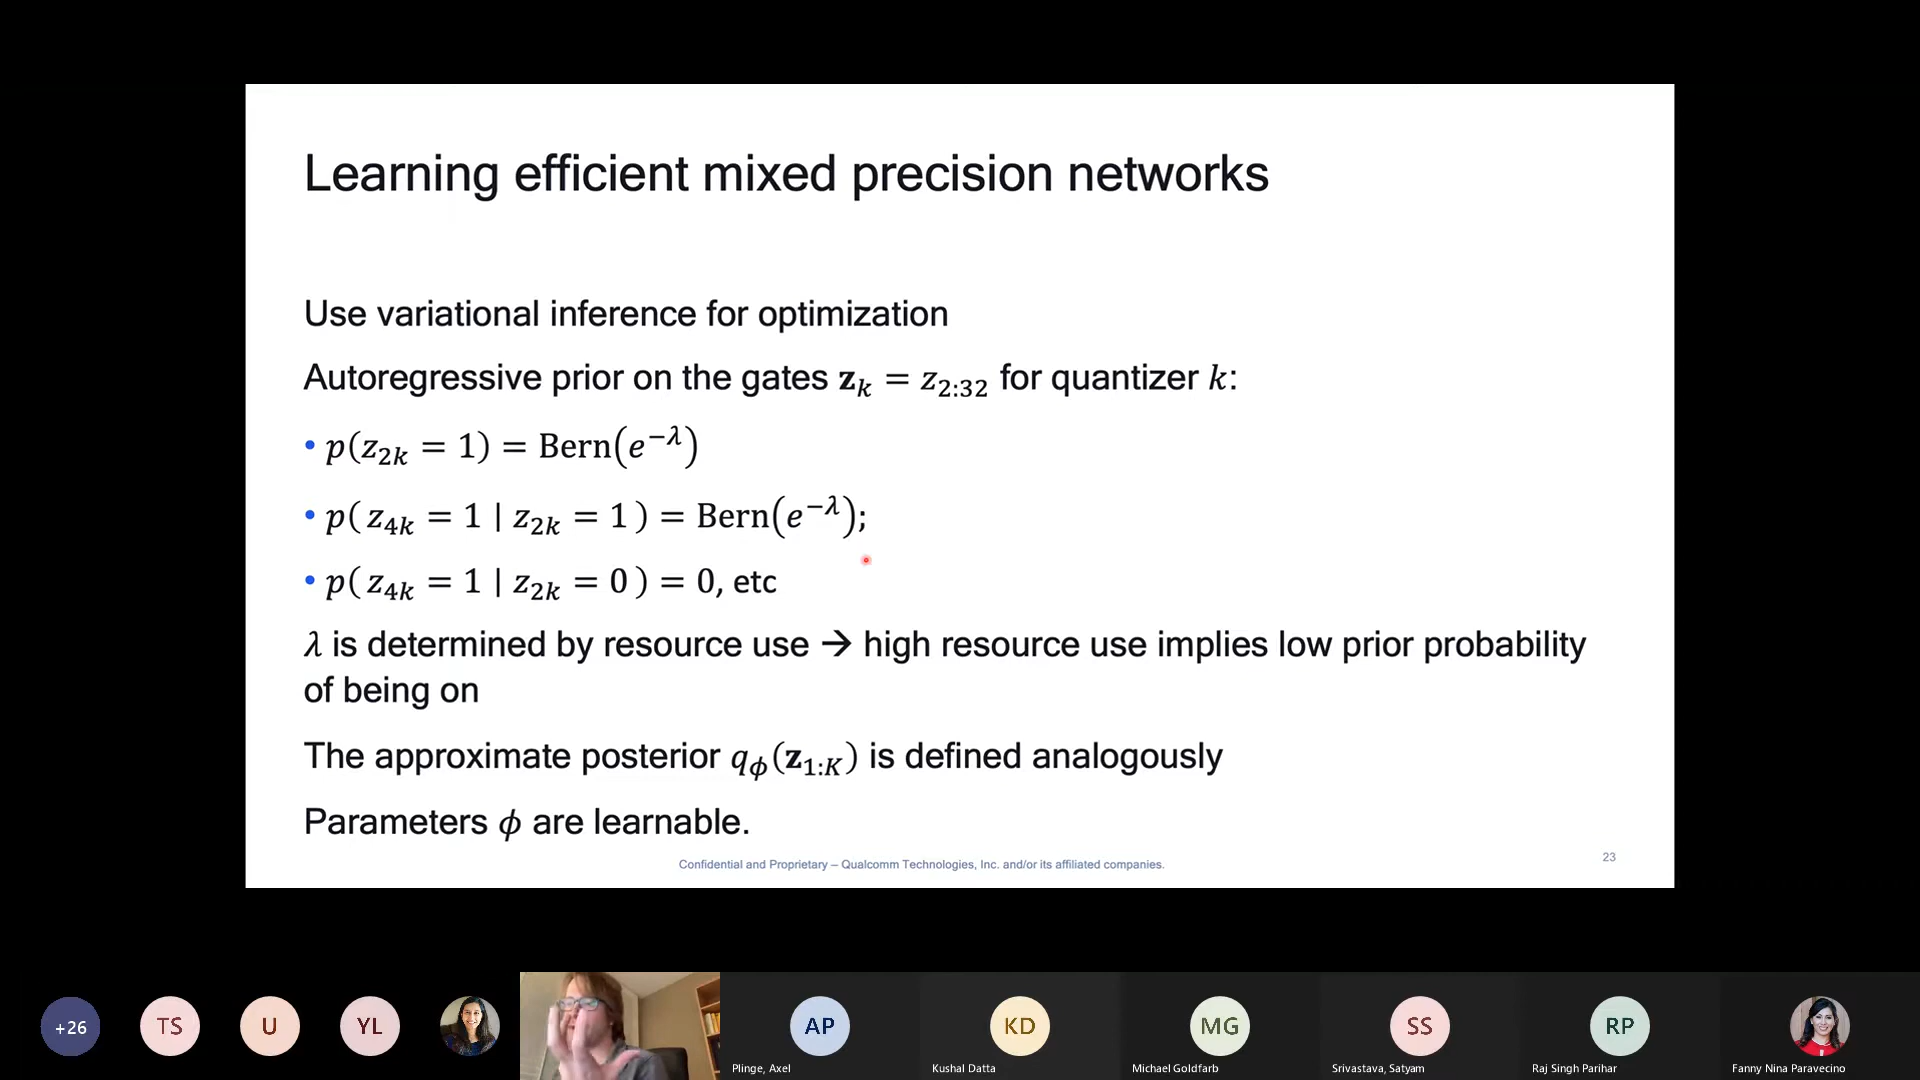 Learning efficient mixed precision networks
Use variational inference for optimization
Autoregressive prior on the gates 𝐳ₖ = z₂:₃₂ for quantizer k:
• p(z₂ₖ = 1) = Bern(e^−λ)
• p( z₄ₖ = 1 | z₂ₖ = 1 ) = Bern(e^−λ);
• p( z₄ₖ = 1 | z₂ₖ = 0 ) = 0, etc
λ is determined by resource use → high resource use implies low prior probability
of being on
The approximate posterior q_ϕ(𝐳_1:K) is defined analogously
Parameters ϕ are learnable.
Confidential and Proprietary – Qualcomm Technologies, Inc. and/or its affiliated companies.
23
+26
TS
U
YL
AP
KD
MG
SS
RP
Plinge, Axel
Kushal Datta
Michael Goldfarb
Srivastava, Satyam
Raj Singh Parihar
Fanny Nina Paravecino